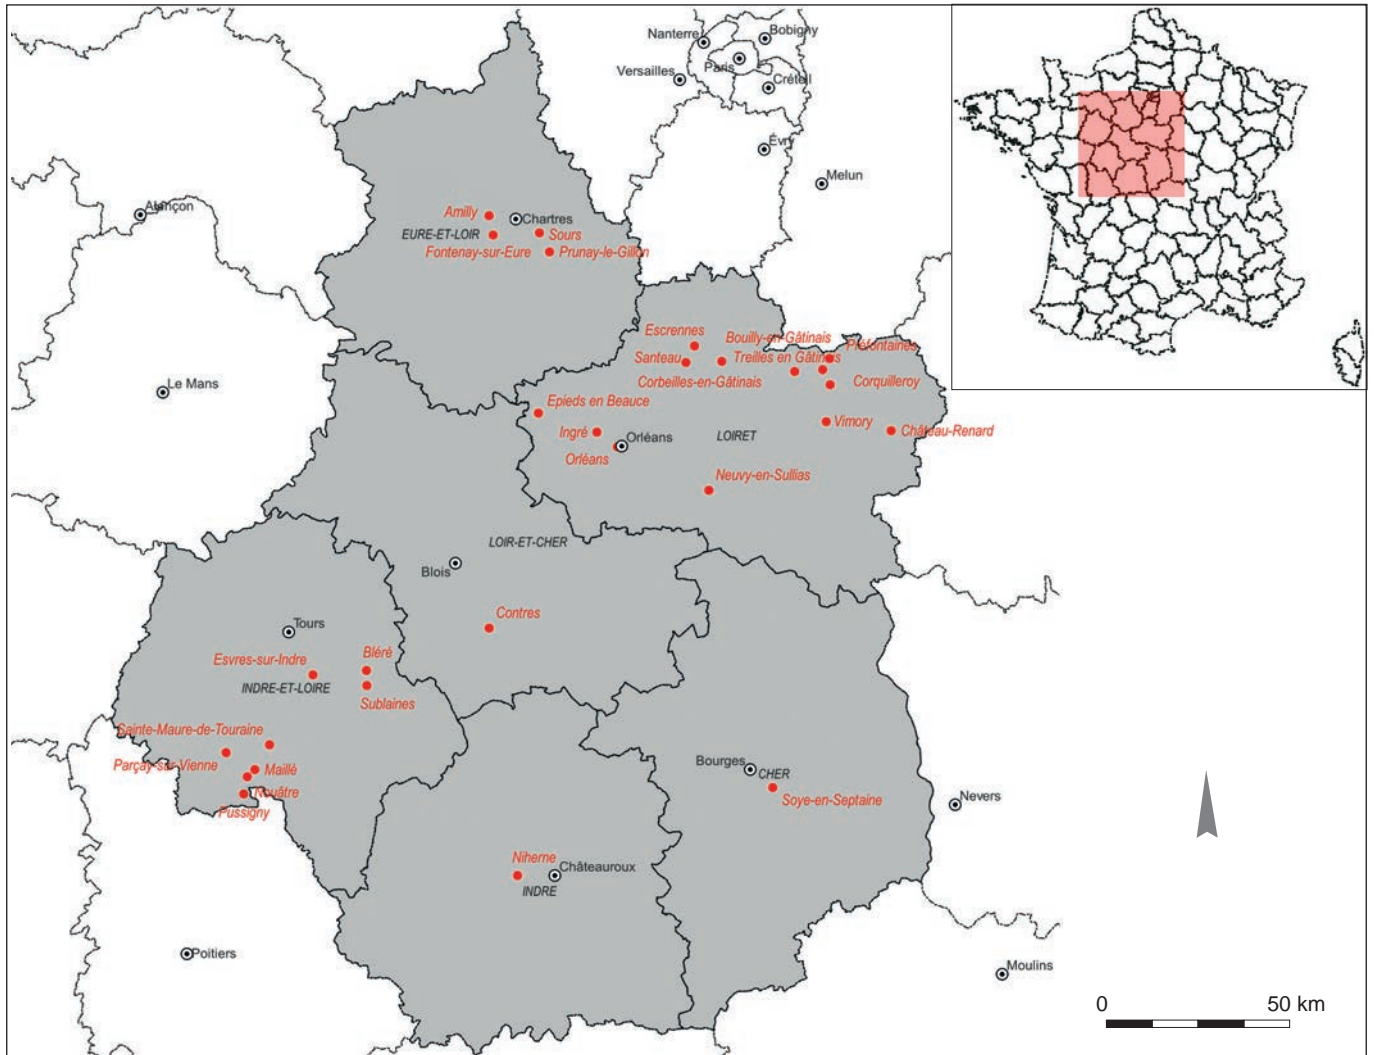 Nanterre
Bobigny
Paris
Versailles
Créteil
Évry
Melun
Alençon
Amilly
Chartres
EURE-ET-LOIR
Sours
Fontenay-sur-Eure
Prunay-le-Gillon
Escrennes
Bouilly-en-Gâtinais
Préfontaines
Santeau
Treilles en Gâtinais
Corbeilles-en-Gâtinais
Corquilleroy
Le Mans
Epieds en Beauce
Ingré
Orléans
Orléans
LOIRET
Vimory
Château-Renard
Neuvy-en-Sullias
LOIR-ET-CHER
Blois
Contres
Tours
Esvres-sur-Indre
Bléré
INDRE-ET-LOIRE
Sublaines
Sainte-Maure-de-Touraine
Parçay-sur-Vienne
Maillé
Nouâtre
Pussigny
Bourges
CHER
Soye-en-Septaine
Nevers
Niherne
Châteauroux
INDRE
Poitiers
Moulins
0 50 km